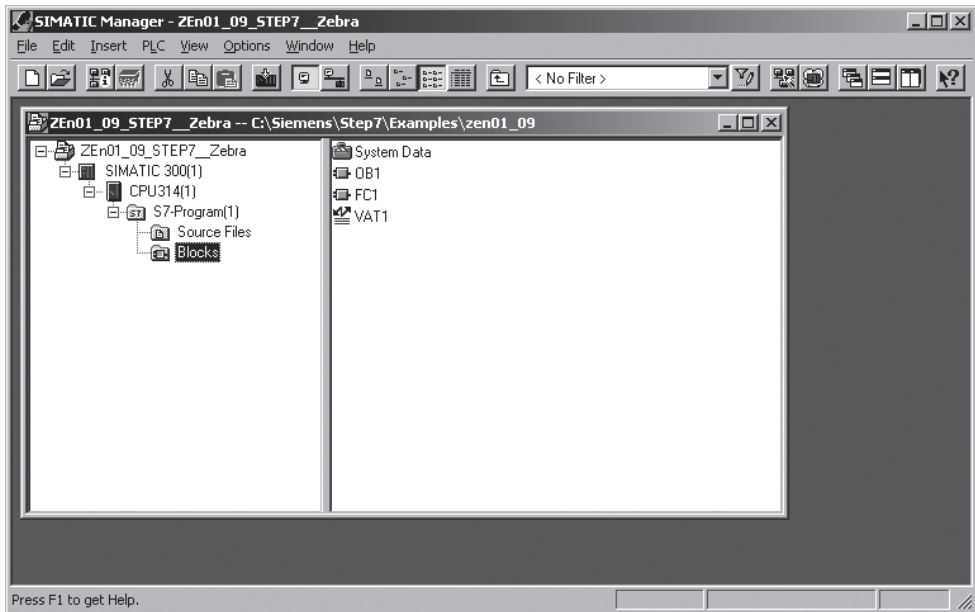 SIMATIC Manager - ZEn01_09_STEP7__Zebra
File Edit Insert PLC View Options Window Help
< No Filter >
ZEn01_09_STEP7__Zebra -- C:\Siemens\Step7\Examples\zen01_09
ZEn01_09_STEP7__Zebra
SIMATIC 300(1)
CPU314(1)
S7-Program(1)
Source Files
Blocks
System Data
OB1
FC1
VAT1
Press F1 to get Help.